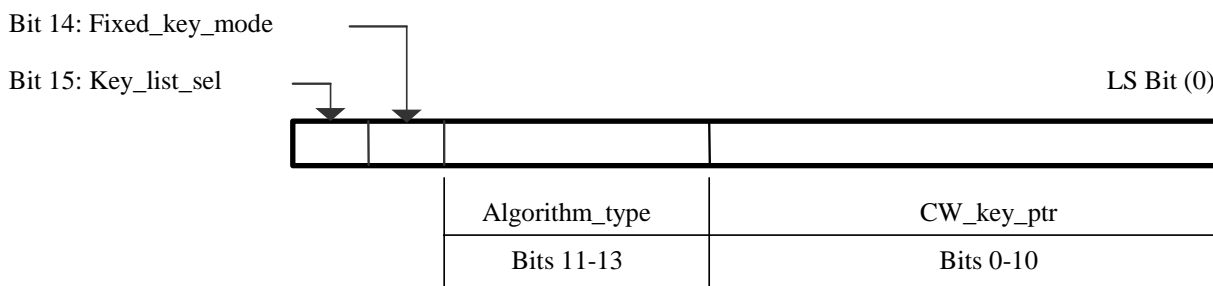 Bit 14: Fixed_key_mode
Bit 15: Key_list_sel
LS Bit (0)
Algorithm_type
CW_key_ptr
Bits 11-13
Bits 0-10